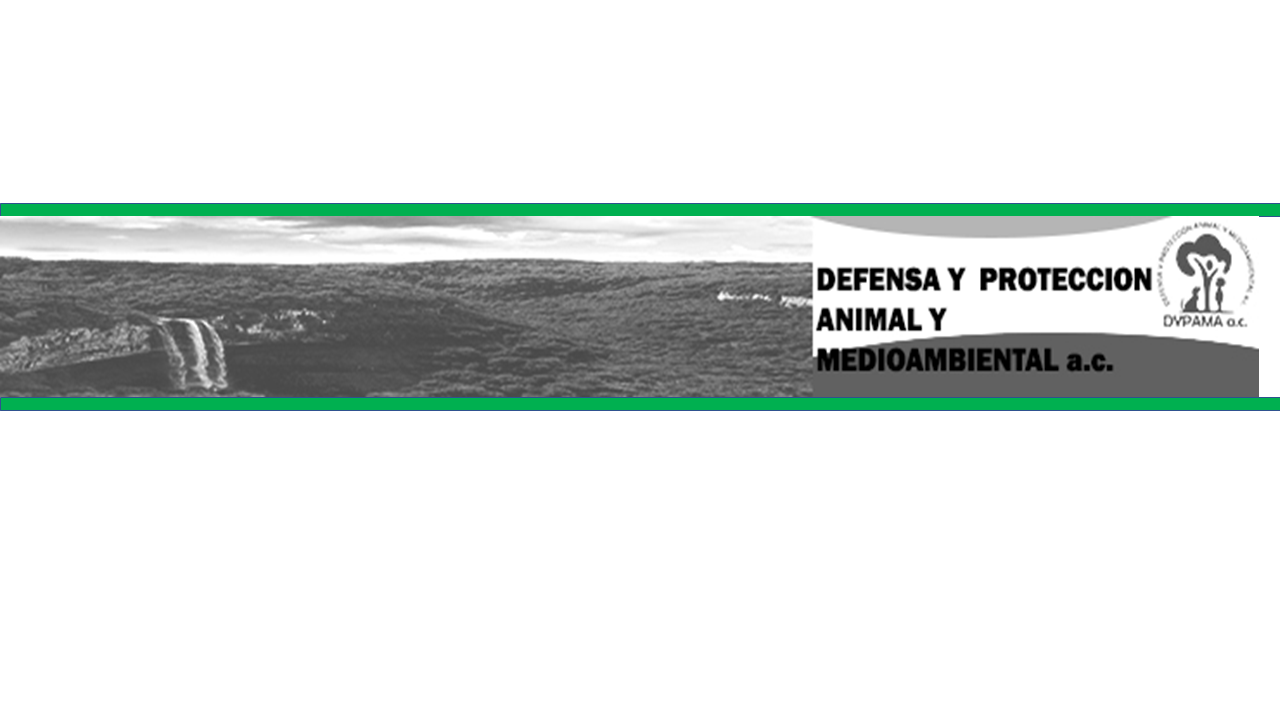 DEFENSA Y PROTECCION
ANIMAL Y
MEDIOAMBIENTAL a.c.
DEFENSA Y PROTECCION ANIMAL Y MEDIOAMBIENTAL a.c.
DYPAMA a.c.